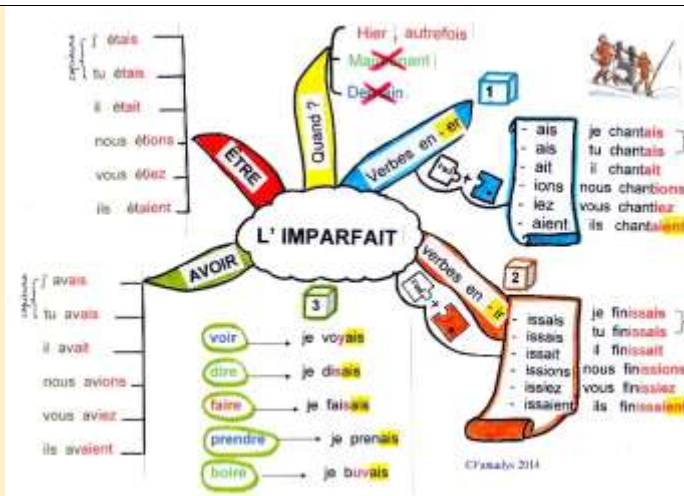 j' étais
tu étais
il était
nous étions
vous étiez
ils étaient
ÊTRE
Quand ?
Hier , autrefois
Maintenant
Demain
1
Verbes en - er
rad +
- ais
- ais
- ait
- ions
- iez
- aient
je chantais
tu chantais
il chantait
nous chantions
vous chantiez
ils chantaient
L' IMPARFAIT
AVOIR
j' avais
tu avais
il avait
nous avions
vous aviez
ils avaient
3
voir
je voyais
dire
je disais
faire
je faisais
prendre
je prenais
boire
je buvais
verbes en - ir
rad +
2
- issais
- issais
- issait
- issions
- issiez
- issaient
je finissais
tu finissais
il finissait
nous finissions
vous finissiez
ils finissaient
2014